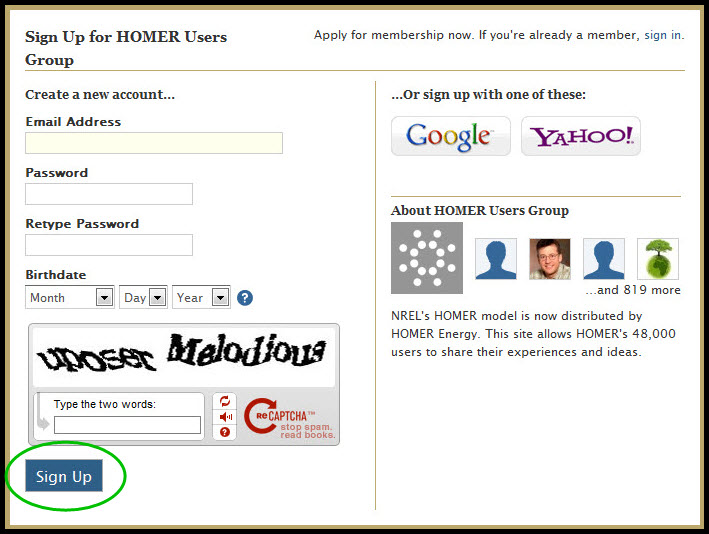 Sign Up for HOMER Users
Group
Apply for membership now. If you're already a member, sign in.
Create a new account...
Email Address
Password
Retype Password
Birthdate
Month
Day
Year
?
Melodious
Type the two words:
?
reCAPTCHA™
stop spam.
read books.
Sign Up
...Or sign up with one of these:
Google™
YAHOO!
About HOMER Users Group
...and 819 more
NREL's HOMER model is now distributed by
HOMER Energy. This site allows HOMER's 48,000
users to share their experiences and ideas.